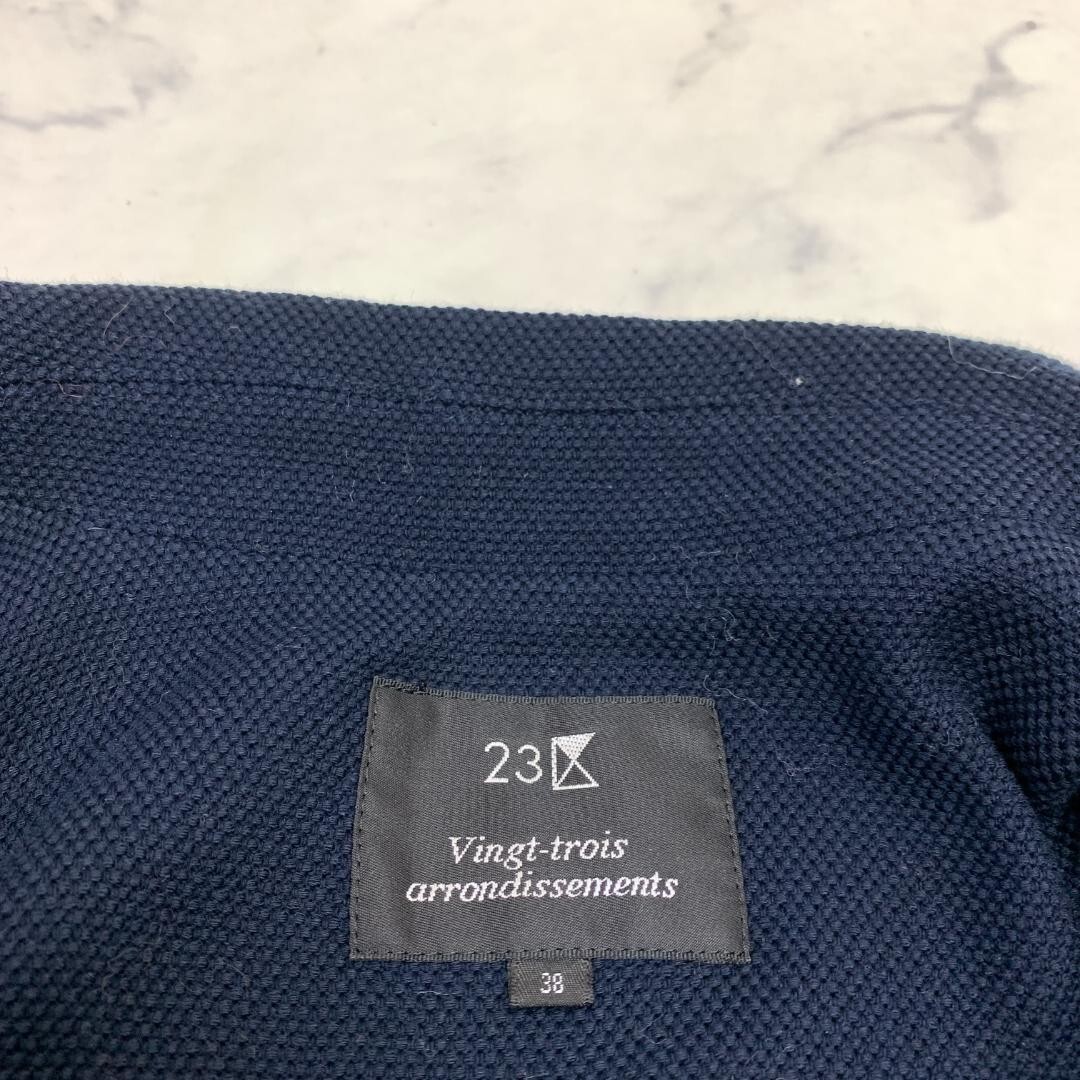 23区
Vingt-trois
arrondissements
38